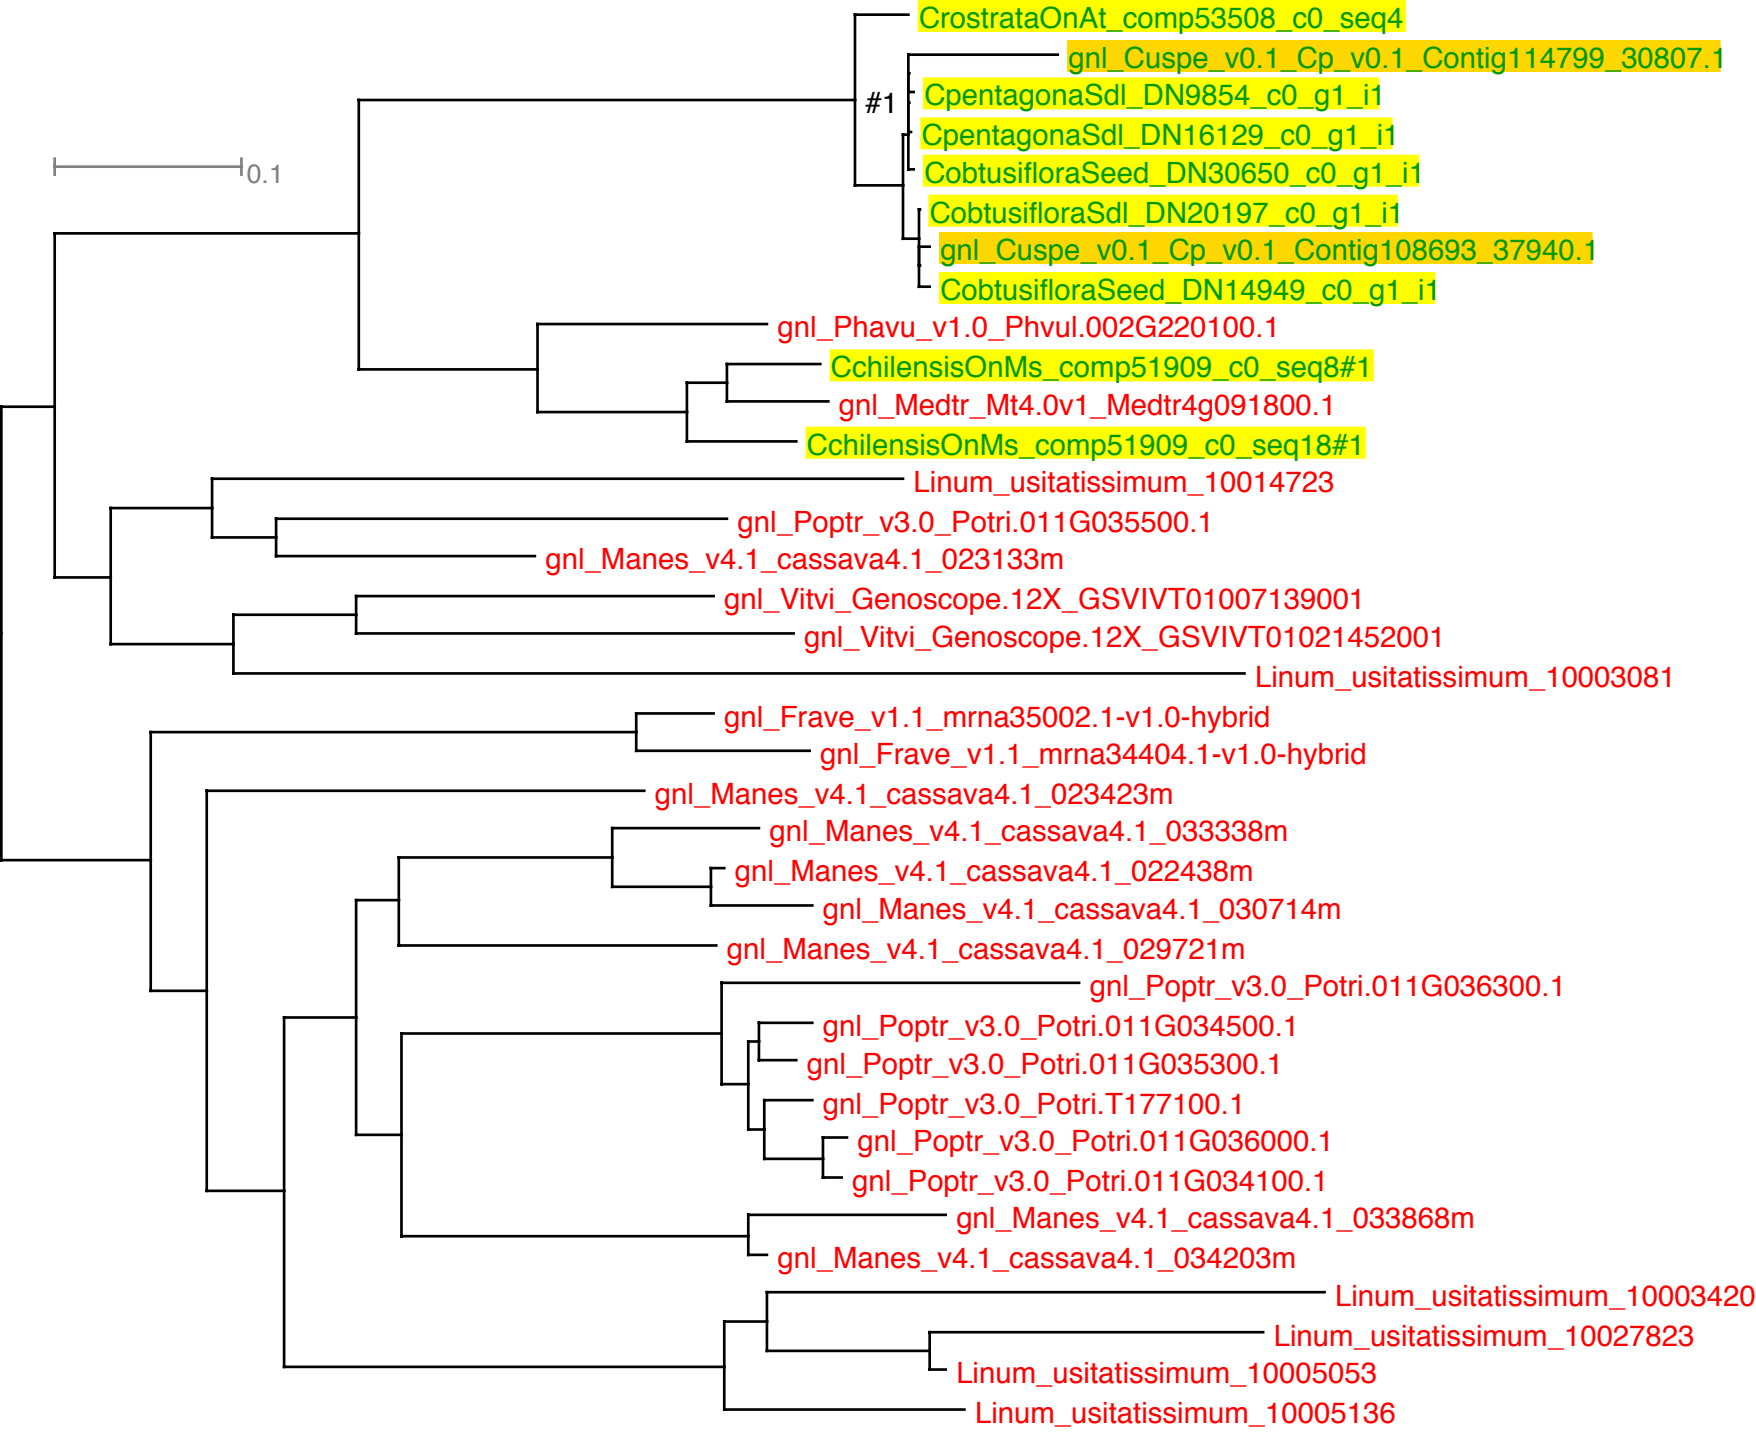 CrostrataOnAt_comp53508_c0_seq4
gnl_Cuspe_v0.1_Cp_v0.1_Contig114799_30807.1
#1
CpentagonaSdl_DN9854_c0_g1_i1
CpentagonaSdl_DN16129_c0_g1_i1
0.1
CobtusifloraSeed_DN30650_c0_g1_i1
CobtusifloraSdl_DN20197_c0_g1_i1
gnl_Cuspe_v0.1_Cp_v0.1_Contig108693_37940.1
CobtusifloraSeed_DN14949_c0_g1_i1
gnl_Phavu_v1.0_Phvul.002G220100.1
CchilensisOnMs_comp51909_c0_seq8#1
gnl_Medtr_Mt4.0v1_Medtr4g091800.1
CchilensisOnMs_comp51909_c0_seq18#1
Linum_usitatissimum_10014723
gnl_Poptr_v3.0_Potri.011G035500.1
gnl_Manes_v4.1_cassava4.1_023133m
gnl_Vitvi_Genoscope.12X_GSVIVT01007139001
gnl_Vitvi_Genoscope.12X_GSVIVT01021452001
Linum_usitatissimum_10003081
gnl_Frave_v1.1_mrna35002.1-v1.0-hybrid
gnl_Frave_v1.1_mrna34404.1-v1.0-hybrid
gnl_Manes_v4.1_cassava4.1_023423m
gnl_Manes_v4.1_cassava4.1_033338m
gnl_Manes_v4.1_cassava4.1_022438m
gnl_Manes_v4.1_cassava4.1_030714m
gnl_Manes_v4.1_cassava4.1_029721m
gnl_Poptr_v3.0_Potri.011G036300.1
gnl_Poptr_v3.0_Potri.011G034500.1
gnl_Poptr_v3.0_Potri.011G035300.1
gnl_Poptr_v3.0_Potri.T177100.1
gnl_Poptr_v3.0_Potri.011G036000.1
gnl_Poptr_v3.0_Potri.011G034100.1
gnl_Manes_v4.1_cassava4.1_033868m
gnl_Manes_v4.1_cassava4.1_034203m
Linum_usitatissimum_10003420
Linum_usitatissimum_10027823
Linum_usitatissimum_10005053
Linum_usitatissimum_10005136